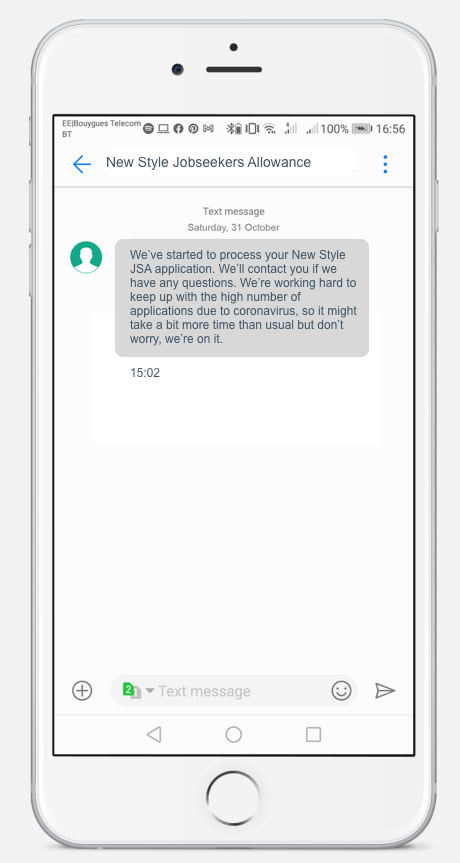 EE|Bouygues Telecom
BT
100%
16:56
New Style Jobseekers Allowance
Text message
Saturday, 31 October
We’ve started to process your New Style
JSA application. We’ll contact you if we
have any questions. We’re working hard to
keep up with the high number of
applications due to coronavirus, so it might
take a bit more time than usual but don’t
worry, we’re on it.
15:02
2
1
Text message